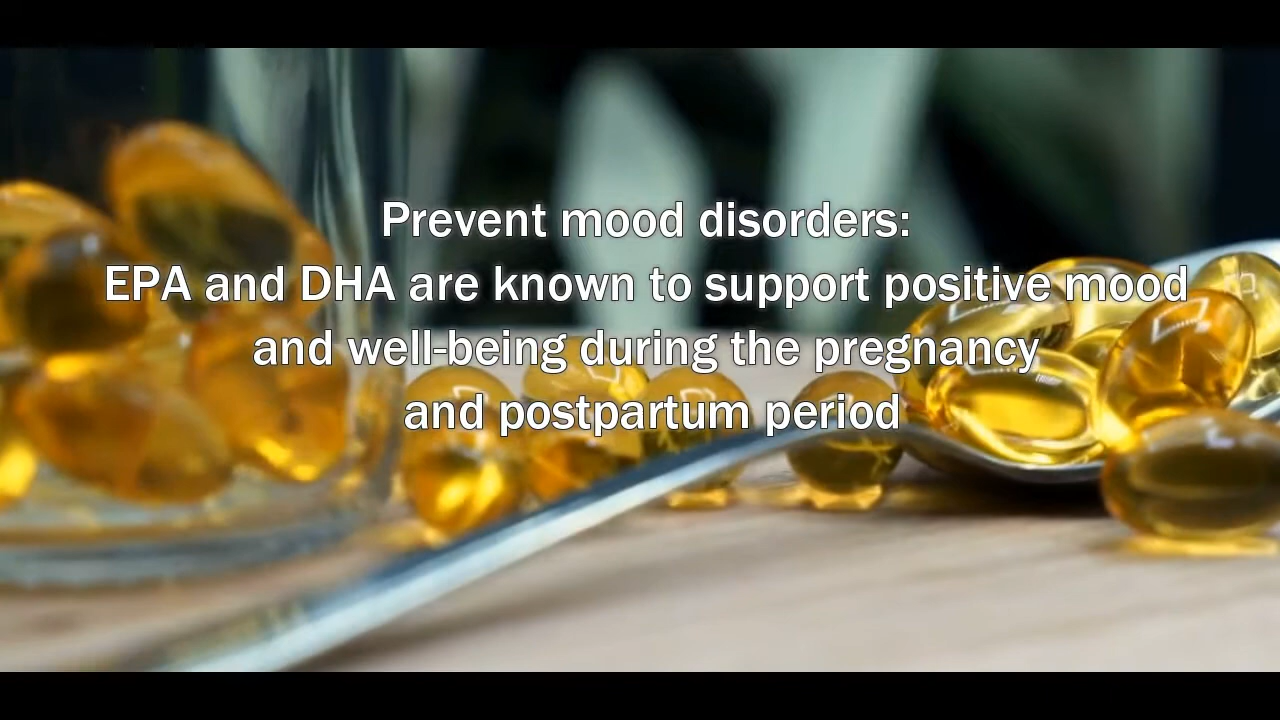 Prevent mood disorders:
EPA and DHA are known to support positive mood
and well-being during the pregnancy
and postpartum period